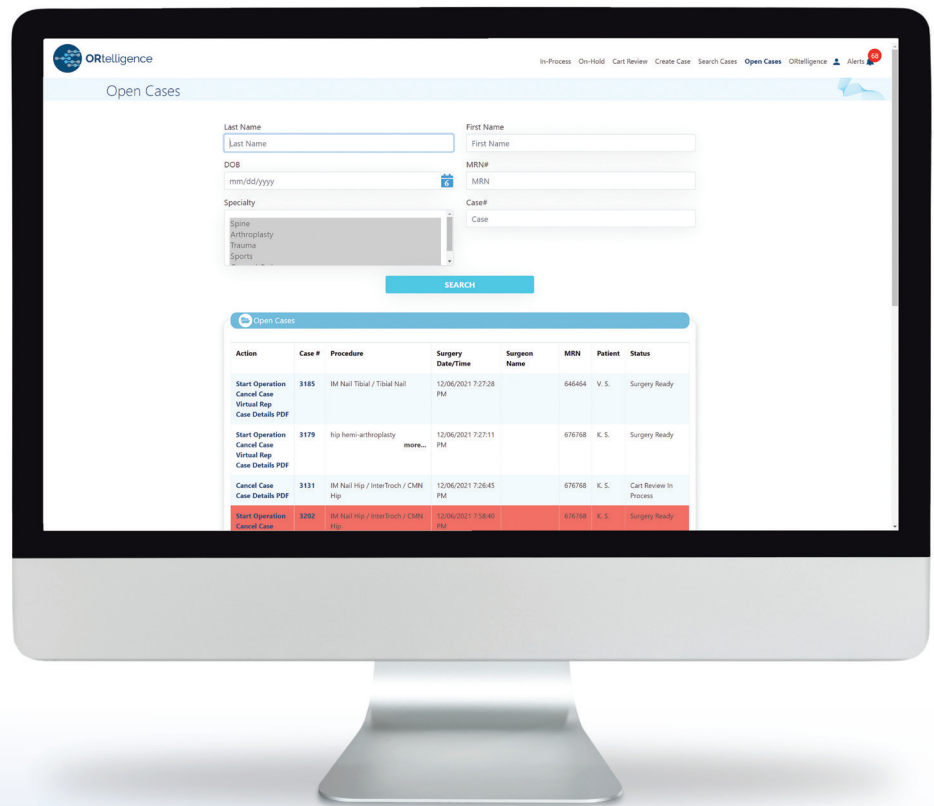 ORtelligence
In-Process On-Hold Cart Review Create Case Search Cases Open Cases ORtelligence Alerts 68
Open Cases
Last Name
First Name
Last Name
First Name
DOB
MRN#
mm/dd/yyyy
6
MRN
Specialty
Case#
Spine
Arthroplasty
Trauma
Sports
Case
SEARCH
Open Cases
Action Case # Procedure Surgery Date/Time Surgeon Name MRN Patient Status
Start Operation 3185 IM Nail Tibial / Tibial Nail 12/06/2021 7:27:28 646464 V. S. Surgery Ready
Cancel Case PM
Virtual Rep
Case Details PDF
Start Operation 3179 hip hemi-arthroplasty 12/06/2021 7:27:11 676768 K. S. Surgery Ready
Cancel Case more... PM
Virtual Rep
Case Details PDF
Cancel Case 3131 IM Nail Hip / InterTroch / CMN 12/06/2021 7:26:45 676768 K. S. Cart Review In
Case Details PDF Hip PM Process
Start Operation 3202 IM Nail Hip / InterTroch / CMN 12/06/2021 7:58:40 676768 K. S. Surgery Ready
Cancel Case Hip PM